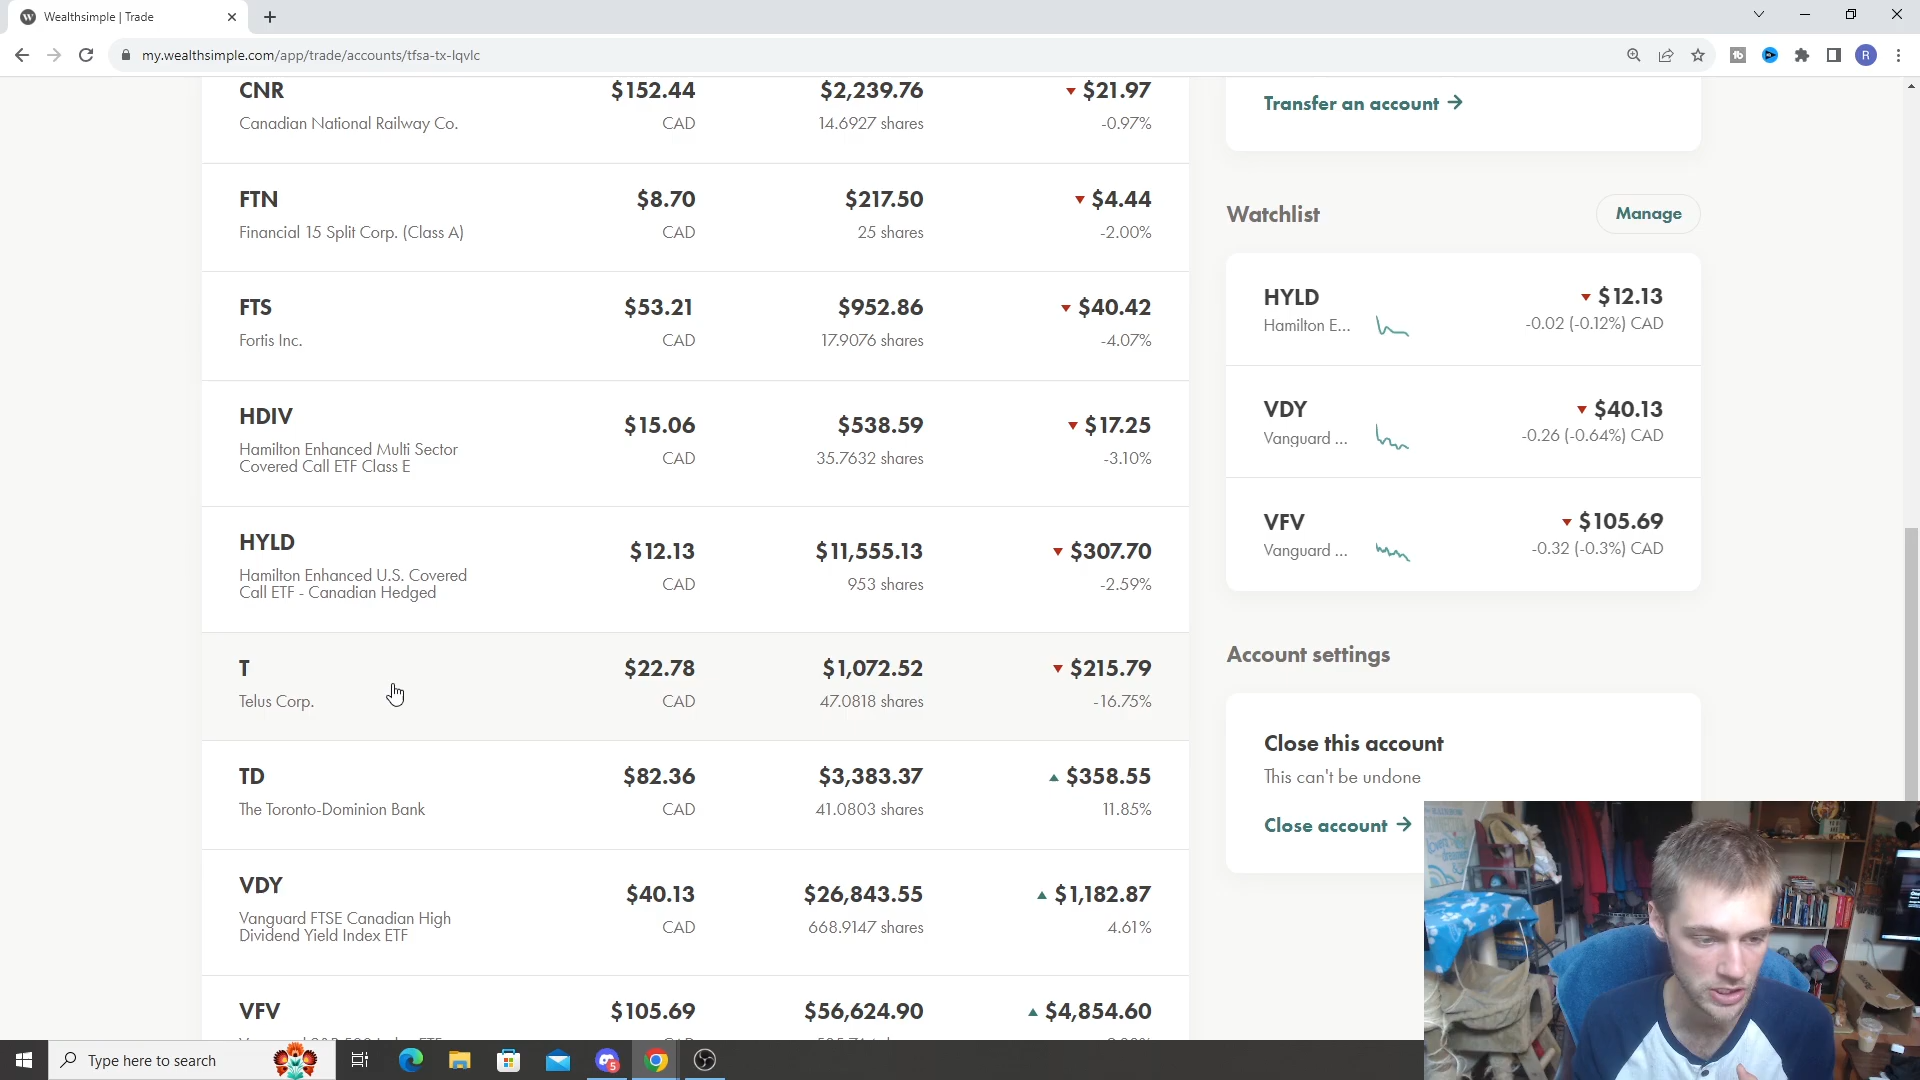 Wealthsimple | Trade
my.wealthsimple.com/app/trade/accounts/tfsa-tx-lqvlc
R
CNR $152.44 $2,239.76 $21.97
Canadian National Railway Co. CAD 14.6927 shares -0.97%
FTN $8.70 $217.50 $4.44
Financial 15 Split Corp. (Class A) CAD 25 shares -2.00%
FTS $53.21 $952.86 $40.42
Fortis Inc. CAD 17.9076 shares -4.07%
HDIV $15.06 $538.59 $17.25
Hamilton Enhanced Multi Sector
Covered Call ETF Class E
CAD 35.7632 shares -3.10%
HYLD $12.13 $11,555.13 $307.70
Hamilton Enhanced U.S. Covered
Call ETF - Canadian Hedged
CAD 953 shares -2.59%
T $22.78 $1,072.52 $215.79
Telus Corp. CAD 47.0818 shares -16.75%
TD $82.36 $3,383.37 $358.55
The Toronto-Dominion Bank CAD 41.0803 shares 11.85%
VDY $40.13 $26,843.55 $1,182.87
Vanguard FTSE Canadian High
Dividend Yield Index ETF
CAD 668.9147 shares 4.61%
VFV $105.69 $56,624.90 $4,854.60
Transfer an account →
Watchlist Manage
HYLD $12.13
Hamilton E... -0.02 (-0.12%) CAD
VDY $40.13
Vanguard ... -0.26 (-0.64%) CAD
VFV $105.69
Vanguard ... -0.32 (-0.3%) CAD
Account settings
Close this account
This can't be undone
Close account →
Type here to search
5